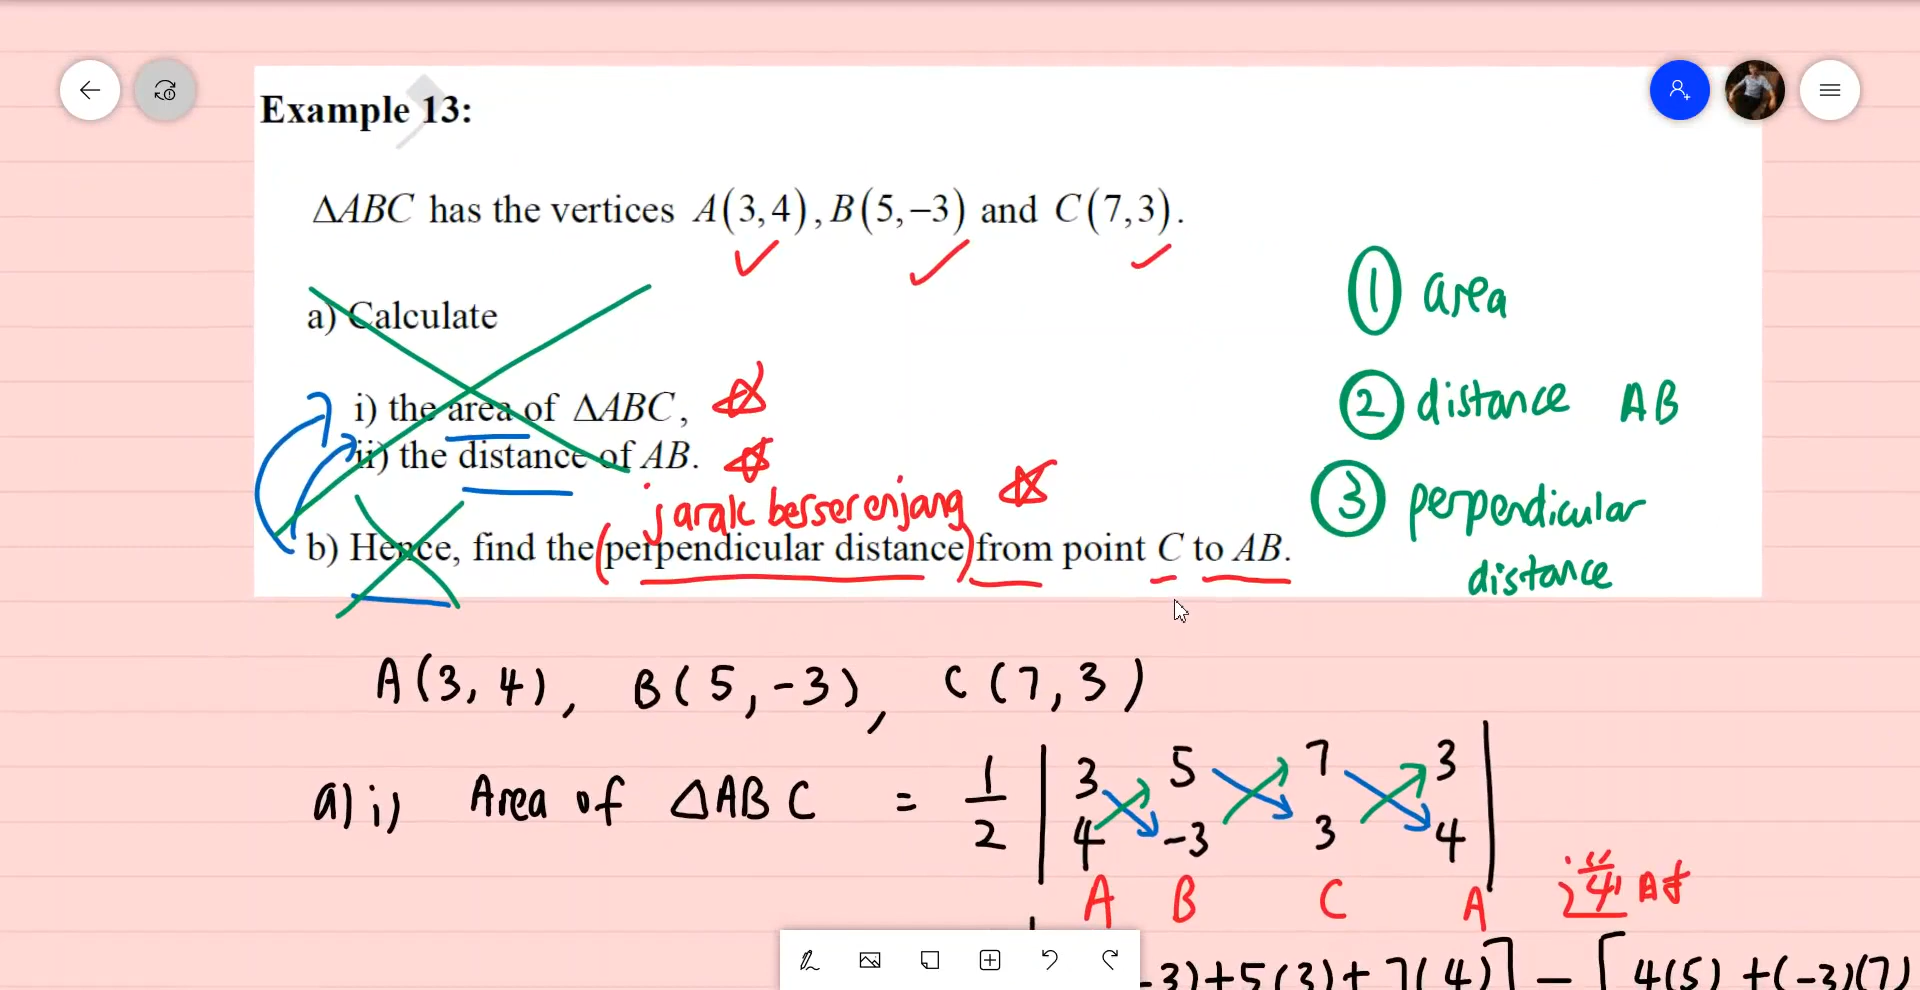 Example 13:
ΔABC has the vertices A(3,4), B(5,−3) and C(7,3).
a) Calculate
i) the area of ΔABC,
ii) the distance of AB.
jarak berserenjang
b) Hence, find the (perpendicular distance) from point C to AB.
① area
② distance AB
③ perpendicular
distance
A(3, 4), B(5, -3), C(7, 3)
a)i) Area of ΔABC = 1/2 | 3 5 7 3
4 -3 3 4 |
A B C A
3)+5(3)+7(4)] − [4(5)+(-3)(7)